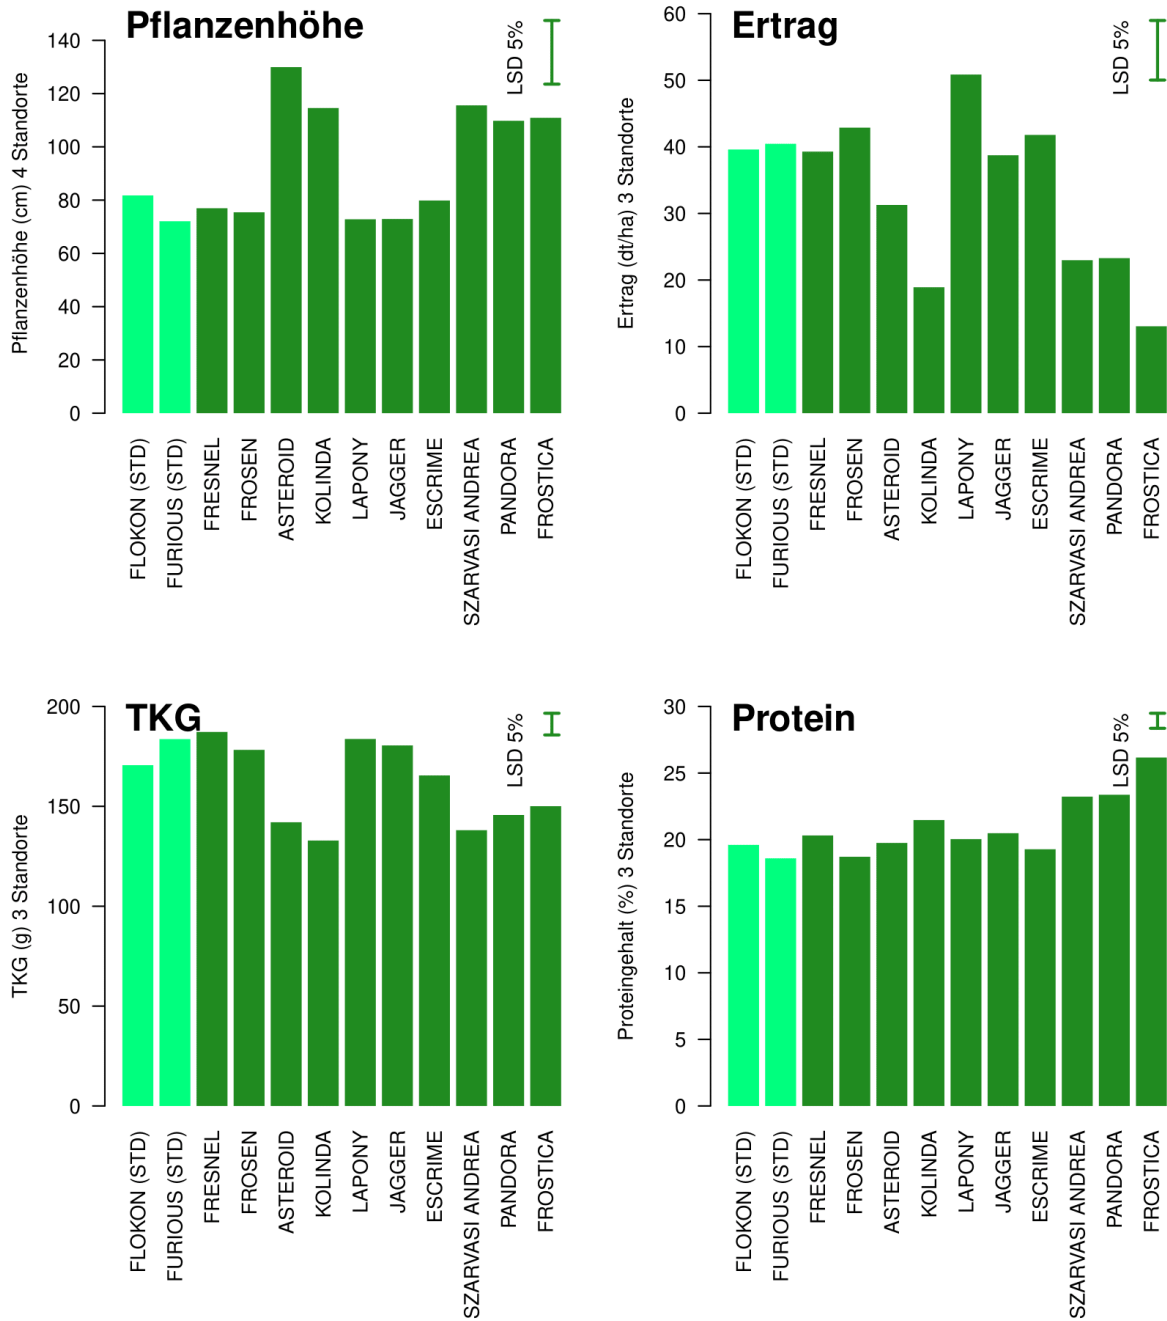 Pflanzenhöhe
LSD 5%
Pflanzenhöhe (cm) 4 Standorte
140
120
100
80
60
40
20
0
FLOKON (STD)
FURIOUS (STD)
FRESNEL
FROSEN
ASTEROID
KOLINDA
LAPONY
JAGGER
ESCRIME
SZARVASI ANDREA
PANDORA
FROSTICA
Ertrag
LSD 5%
Ertrag (dt/ha) 3 Standorte
60
50
40
30
20
10
0
FLOKON (STD)
FURIOUS (STD)
FRESNEL
FROSEN
ASTEROID
KOLINDA
LAPONY
JAGGER
ESCRIME
SZARVASI ANDREA
PANDORA
FROSTICA
TKG
LSD 5%
TKG (g) 3 Standorte
200
150
100
50
0
FLOKON (STD)
FURIOUS (STD)
FRESNEL
FROSEN
ASTEROID
KOLINDA
LAPONY
JAGGER
ESCRIME
SZARVASI ANDREA
PANDORA
FROSTICA
Protein
LSD 5%
Proteingehalt (%) 3 Standorte
30
25
20
15
10
5
0
FLOKON (STD)
FURIOUS (STD)
FRESNEL
FROSEN
ASTEROID
KOLINDA
LAPONY
JAGGER
ESCRIME
SZARVASI ANDREA
PANDORA
FROSTICA